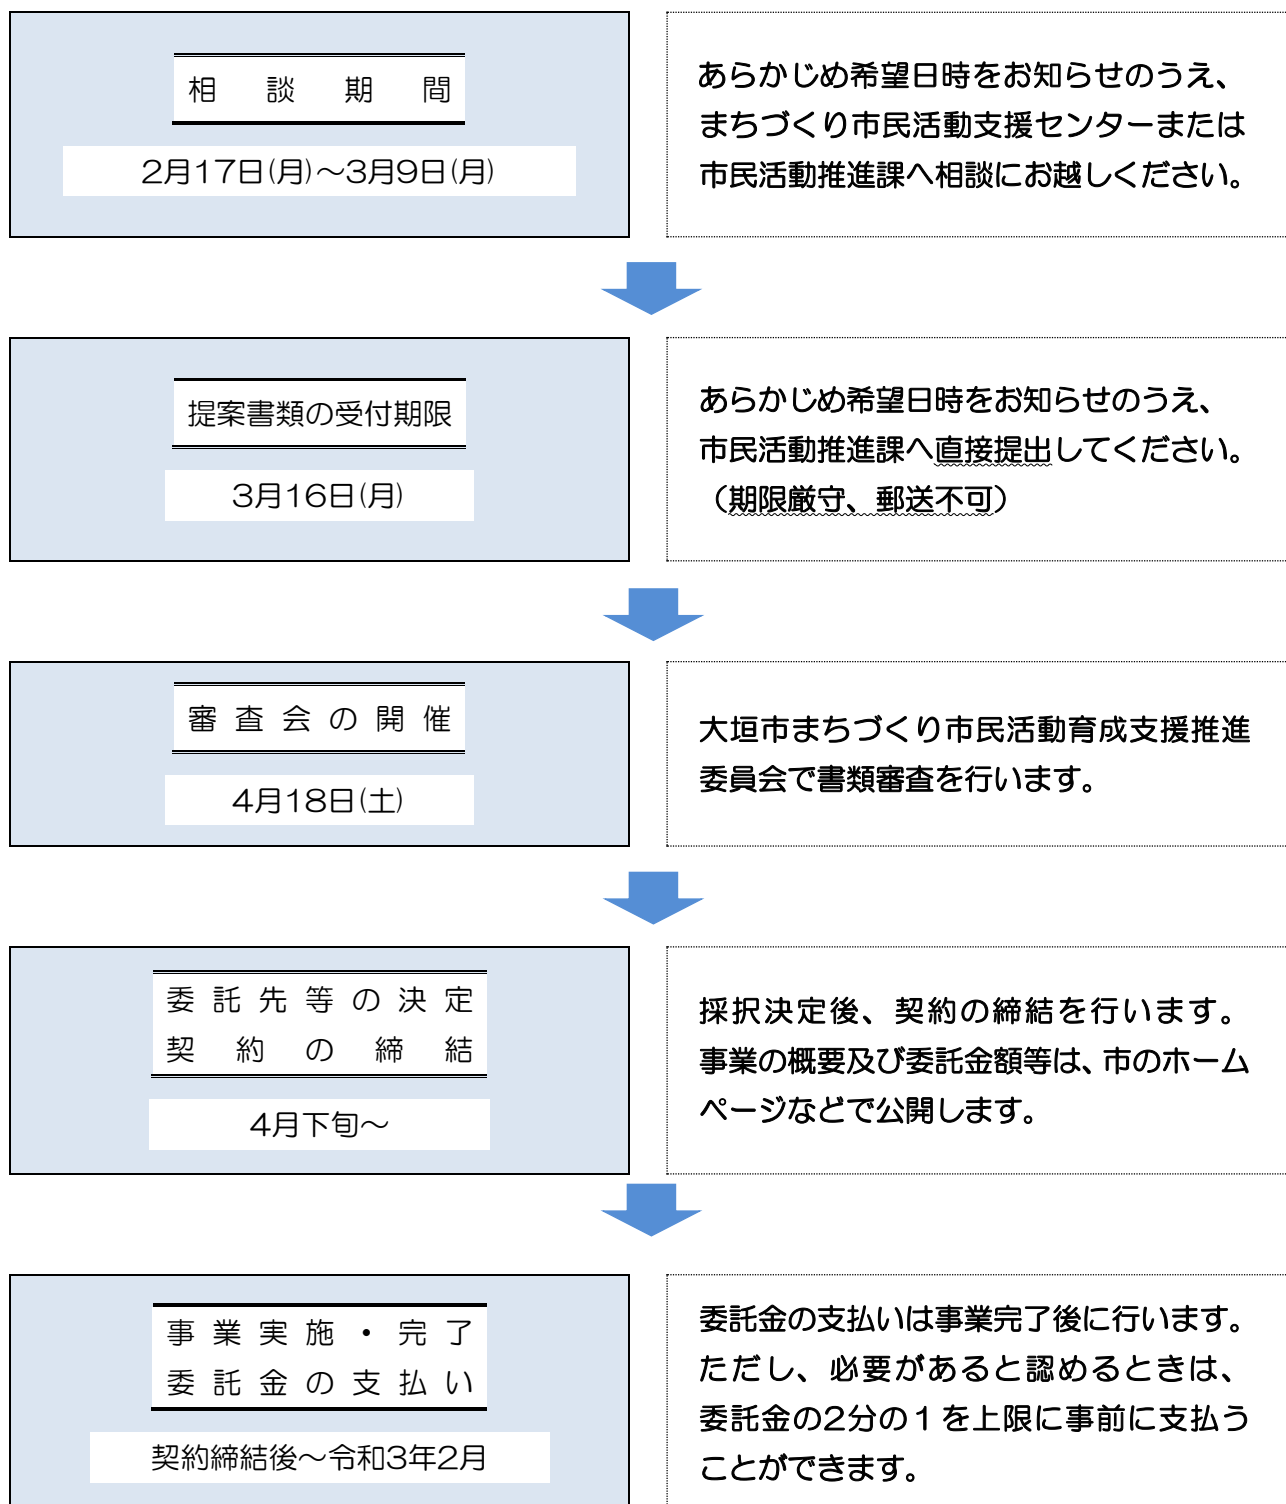 相談期間
2月17日(月)～3月9日(月)
あらかじめ希望日時をお知らせのうえ、
まちづくり市民活動支援センターまたは
市民活動推進課へ相談にお越しください。
提案書類の受付期限
3月16日(月)
あらかじめ希望日時をお知らせのうえ、
市民活動推進課へ直接提出してください。
（期限厳守、郵送不可）
審査会の開催
4月18日(土)
大垣市まちづくり市民活動育成支援推進
委員会で書類審査を行います。
委託先等の決定
契約の締結
4月下旬～
採択決定後、契約の締結を行います。
事業の概要及び委託金額等は、市のホーム
ページなどで公開します。
事業実施・完了
委託金の支払い
契約締結後～令和3年2月
委託金の支払いは事業完了後に行います。
ただし、必要があると認めるときは、
委託金の2分の１を上限に事前に支払う
ことができます。